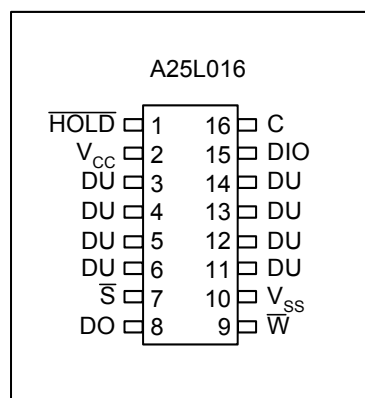 A25L016
HOLD 1 16 C
VCC 2 15 DIO
DU 3 14 DU
DU 4 13 DU
DU 5 12 DU
DU 6 11 DU
S 7 10 VSS
DO 8 9 W